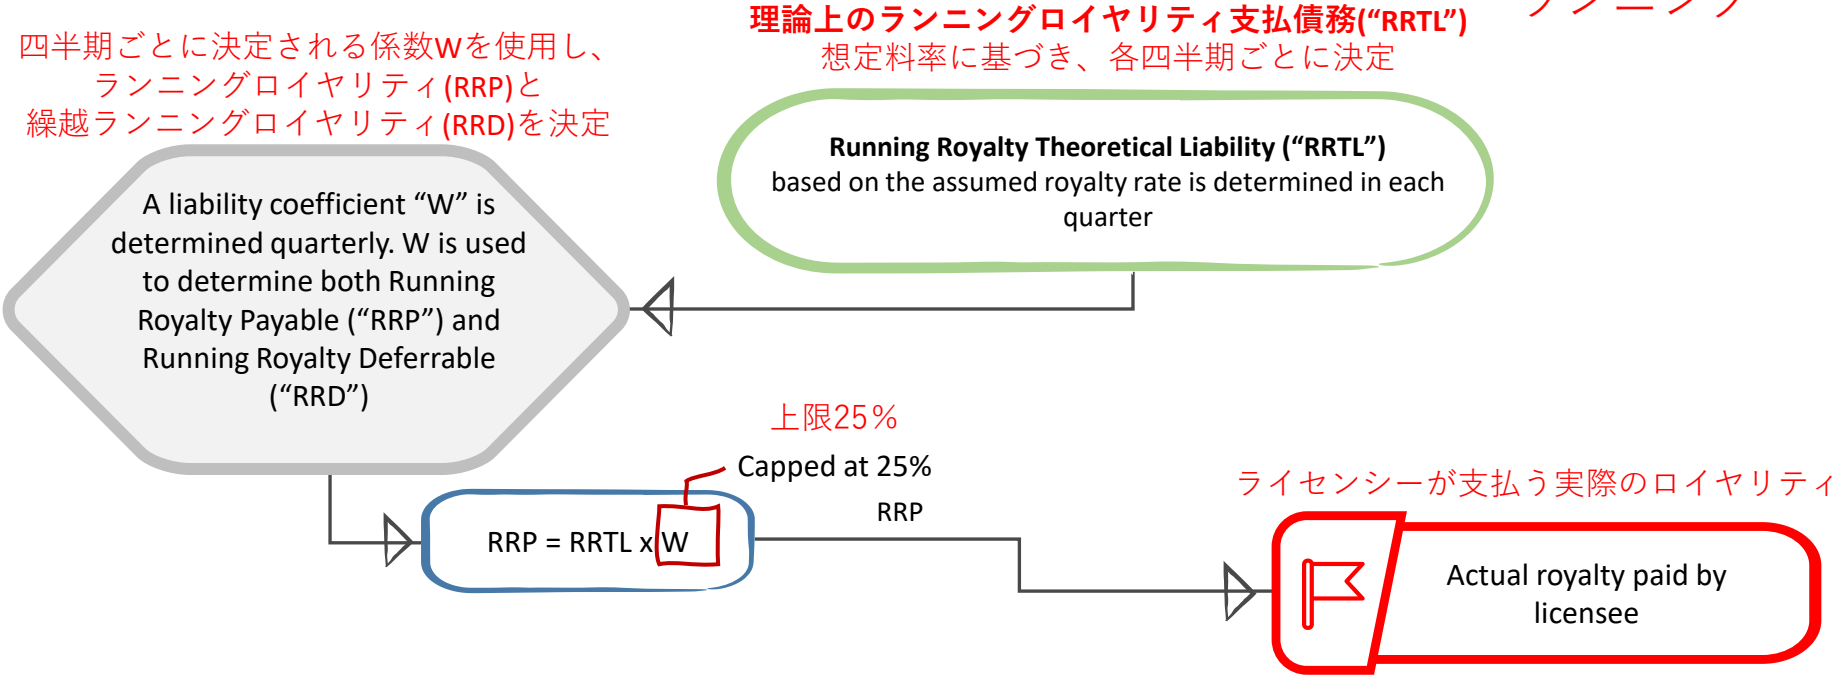 理論上のランニングロイヤリティ支払債務(“RRTL”)
想定料率に基づき、各四半期ごとに決定
四半期ごとに決定される係数Wを使用し、
ランニングロイヤリティ(RRP)と
繰越ランニングロイヤリティ(RRD)を決定
Running Royalty Theoretical Liability (“RRTL”)
based on the assumed royalty rate is determined in each
quarter
A liability coefficient “W” is
determined quarterly. W is used
to determine both Running
Royalty Payable (“RRP”) and
Running Royalty Deferrable
(“RRD”)
上限25%
Capped at 25%
RRP = RRTL x W
RRP
ライセンシーが支払う実際のロイヤリティ
Actual royalty paid by
licensee